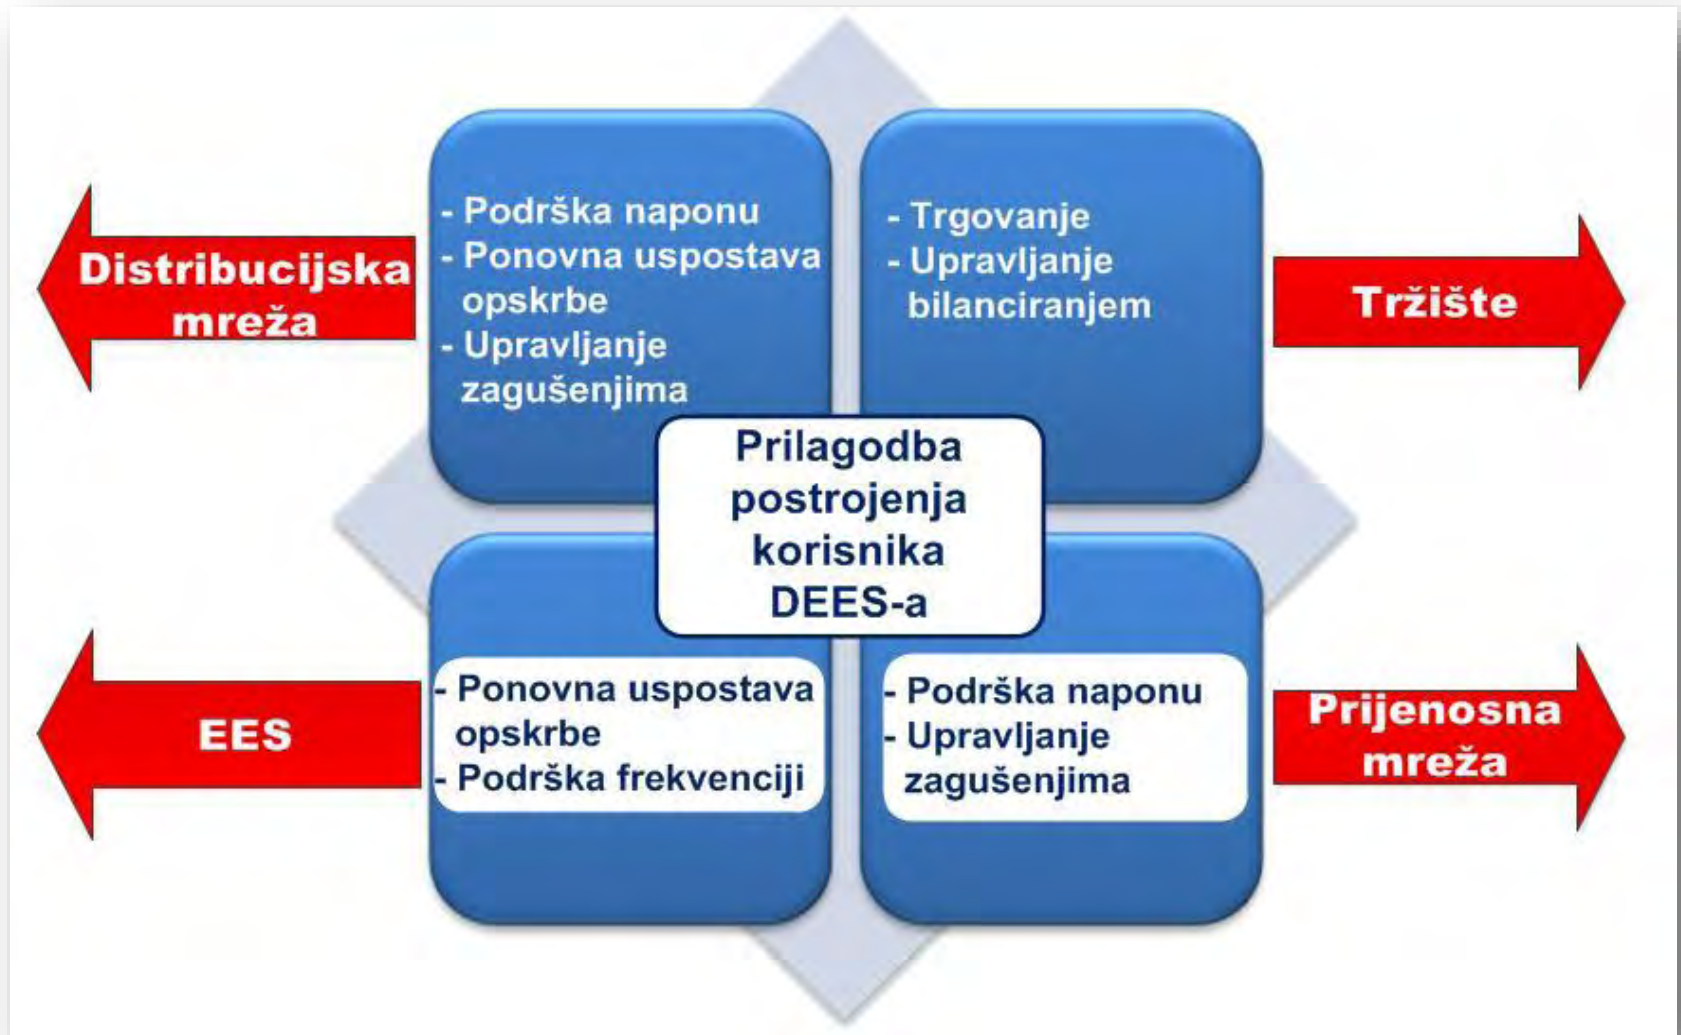 Distribucijska
mreža
- Podrška naponu
- Ponovna uspostava
opskrbe
- Upravljanje
zagušenjima
- Trgovanje
- Upravljanje
bilanciranjem
Tržište
Prilagodba
postrojenja
korisnika
DEES-a
EES
- Ponovna uspostava
opskrbe
- Podrška frekvenciji
- Podrška naponu
- Upravljanje
zagušenjima
Prijenosna
mreža